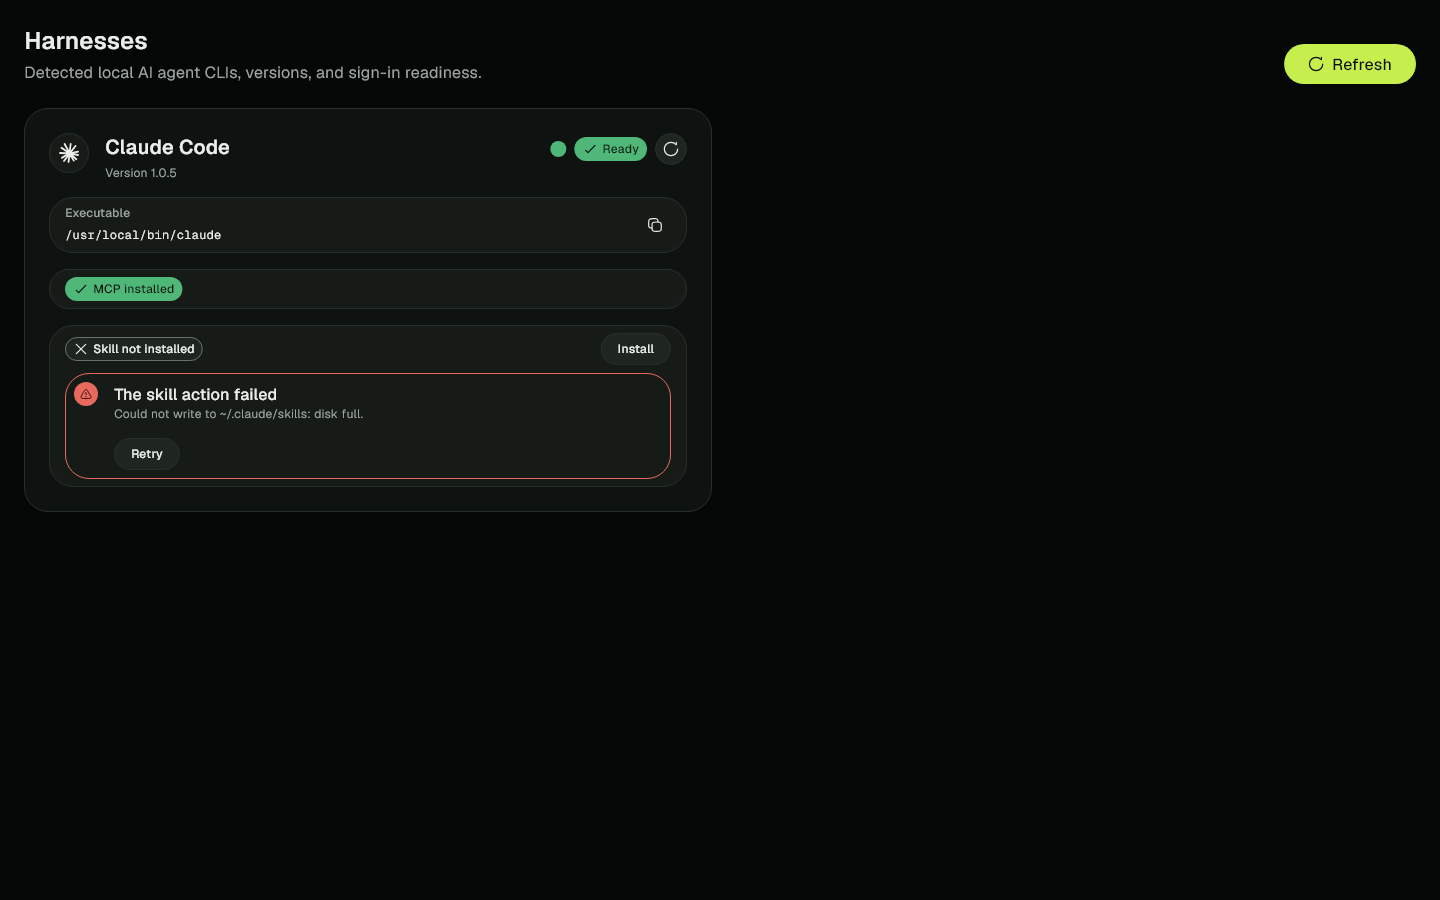 Harnesses
Detected local AI agent CLIs, versions, and sign-in readiness.
Refresh
Claude Code
Version 1.0.5
Ready
Executable
/usr/local/bin/claude
MCP installed
Skill not installed
Install
The skill action failed
Could not write to ~/.claude/skills: disk full.
Retry